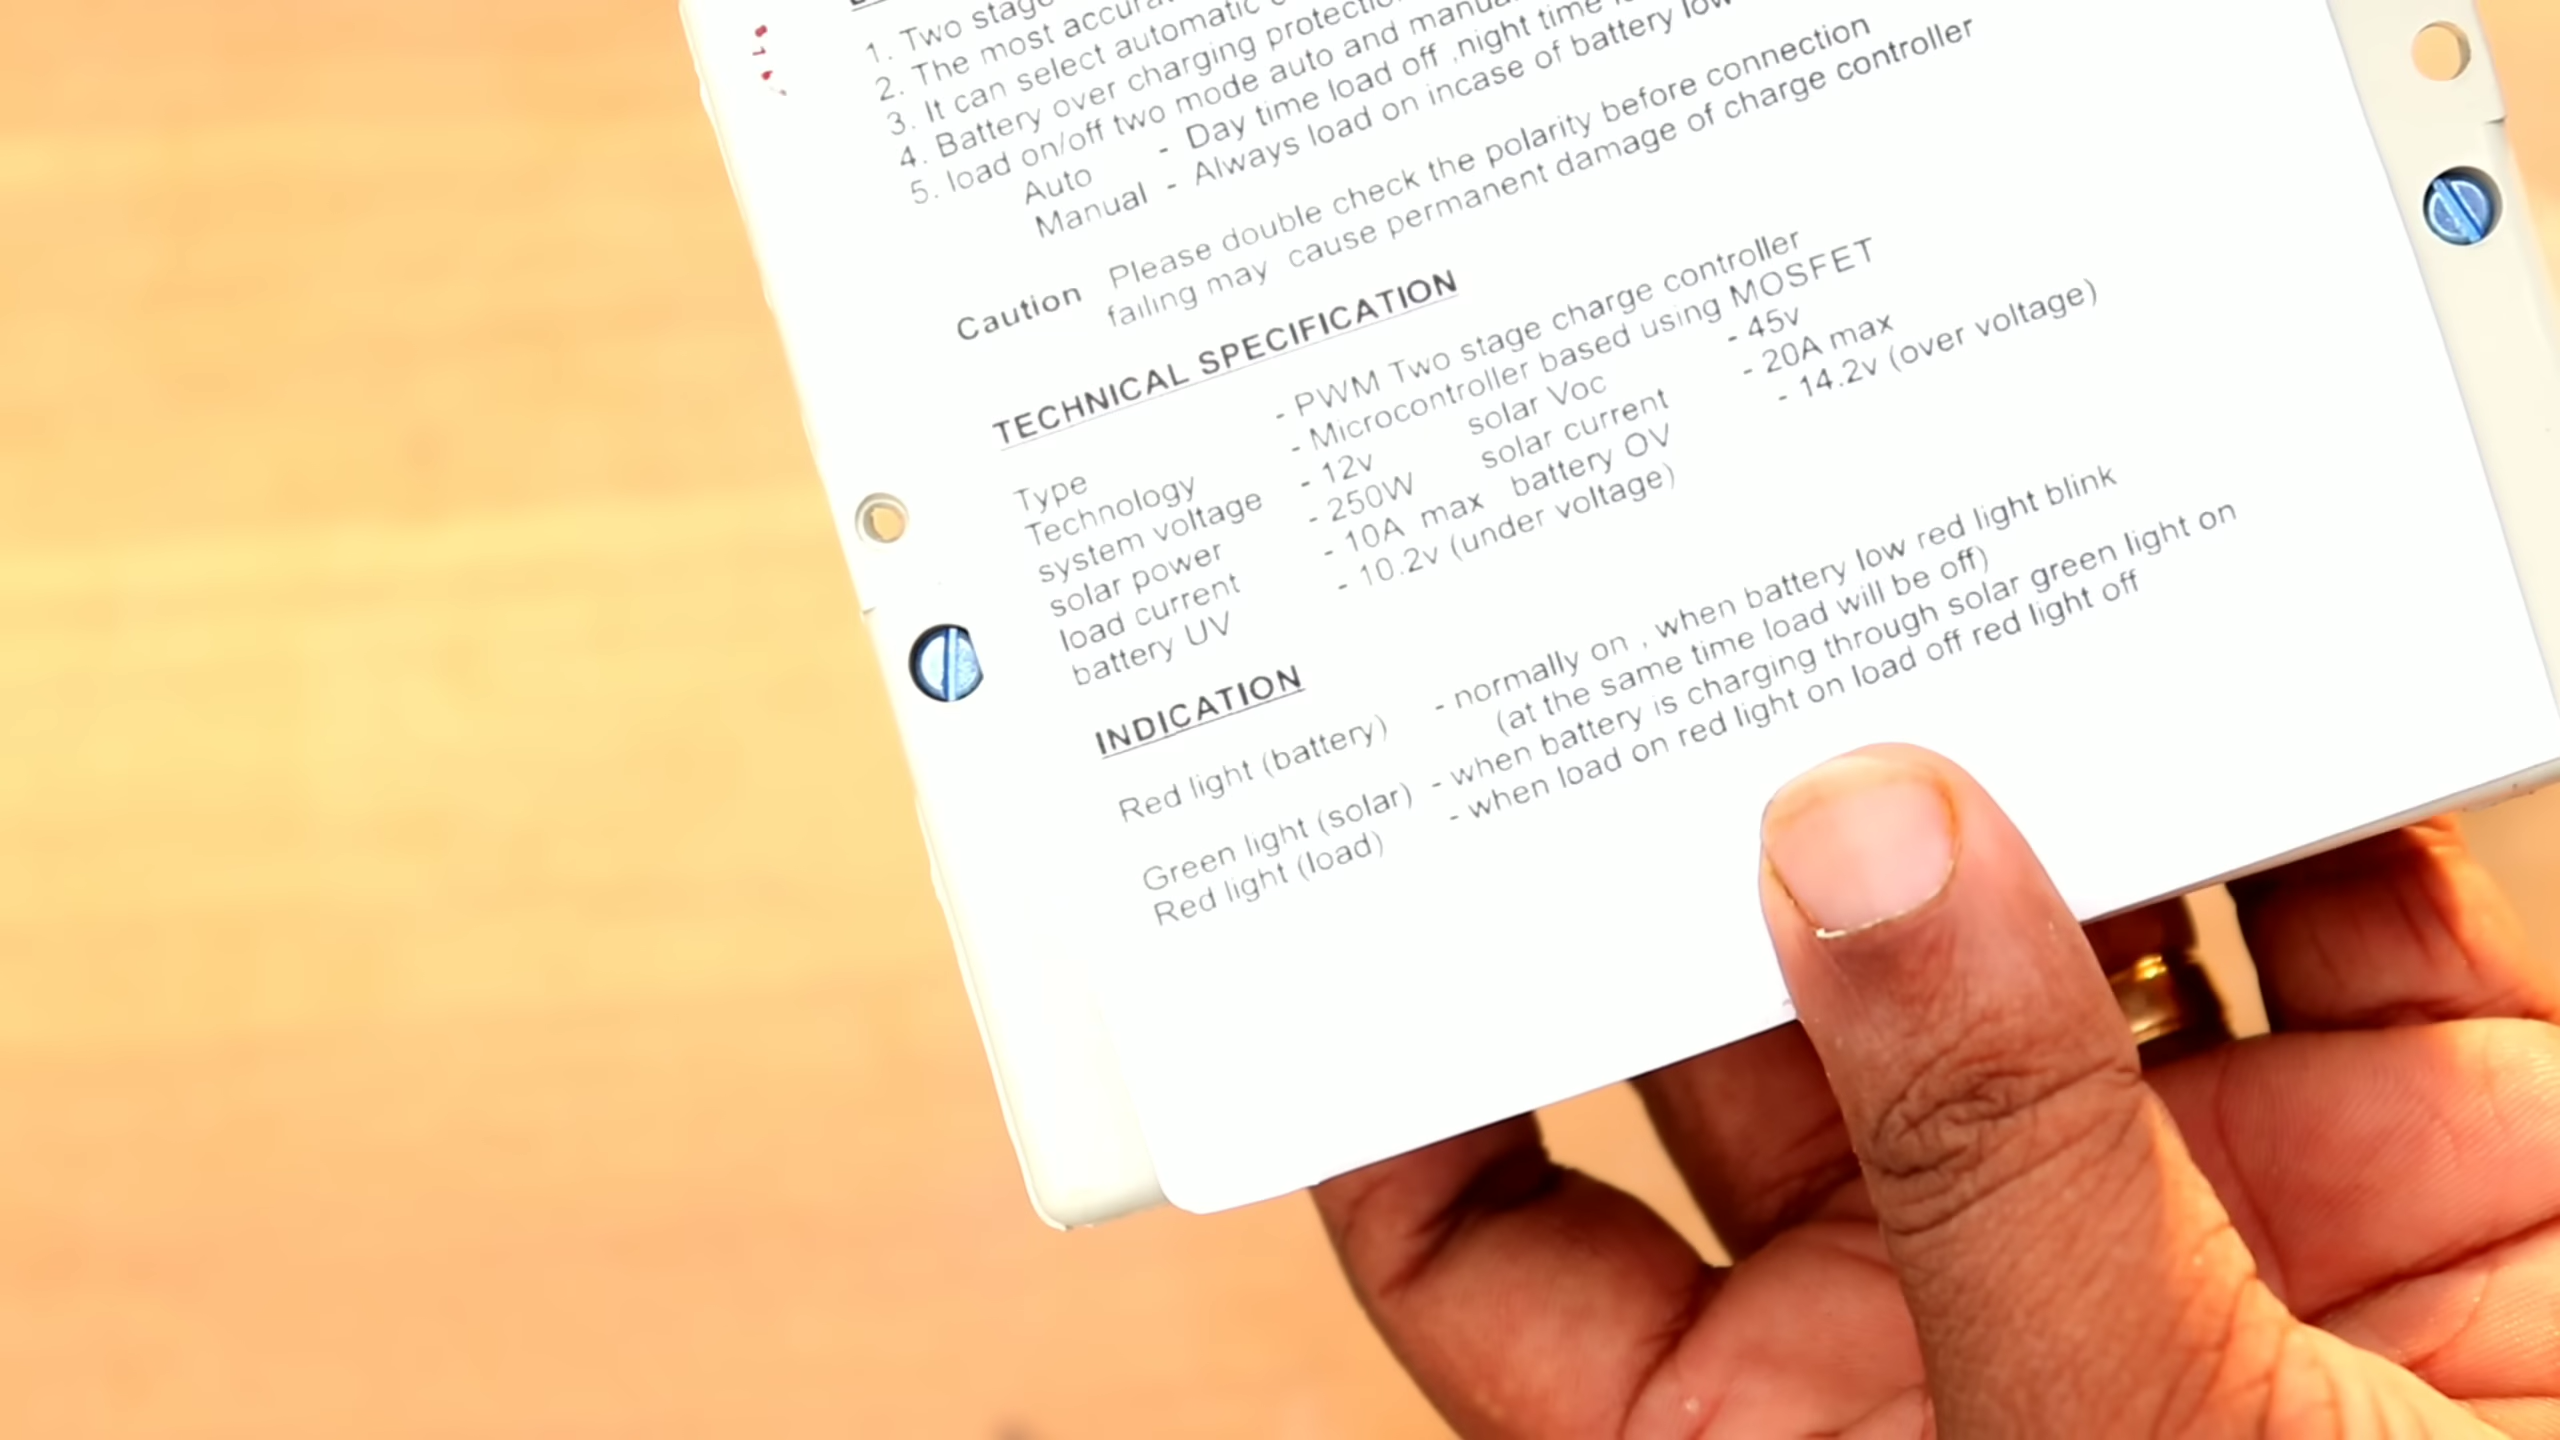 1. Two stage
2. The most
3. It can select automatic
4. Battery over charging
5. load on/off two mode auto and
Auto - Day time load off ,night time
Manual - Always load on incase of battery low
Caution Please double check the polarity before connection
failing may cause permanent damage of charge controller
TECHNICAL SPECIFICATION
Type - PWM Two stage charge controller
Technology - Microcontroller based using MOSFET
system voltage - 12v solar Voc - 45v
solar power - 250W solar current - 20A max
load current - 10A max battery OV - 14.2v (over voltage)
battery UV - 10.2v (under voltage)
INDICATION
Red light (battery) - normally on , when battery low red light blink
(at the same time load will be off)
Green light (solar) - when battery is charging through solar green light on
Red light (load) - when load on red light on load off red light off